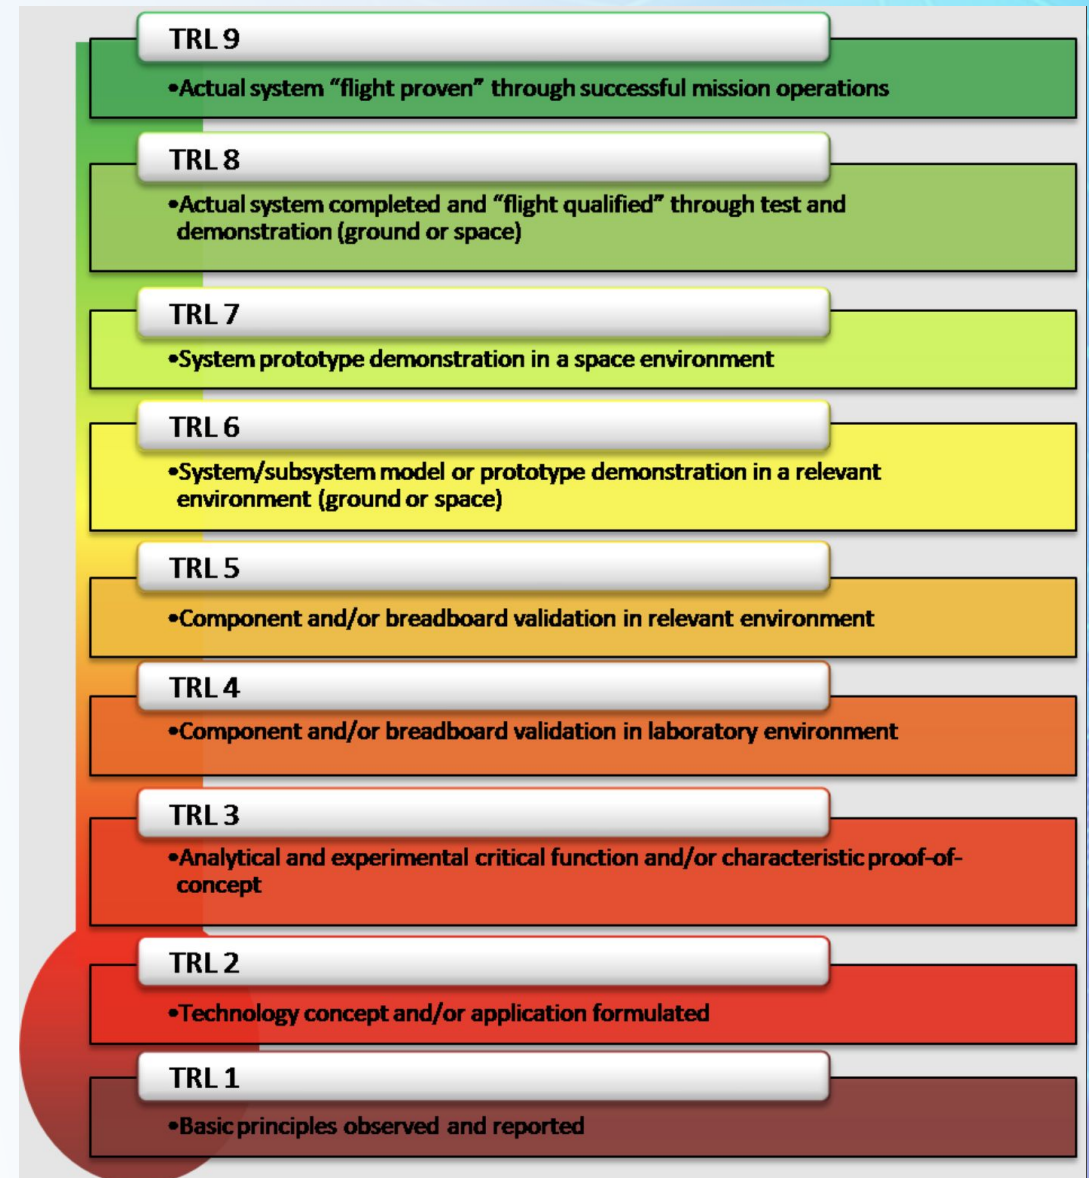 TRL 9
•Actual system “flight proven” through successful mission operations
TRL 8
•Actual system completed and “flight qualified” through test and
demonstration (ground or space)
TRL 7
•System prototype demonstration in a space environment
TRL 6
•System/subsystem model or prototype demonstration in a relevant
environment (ground or space)
TRL 5
•Component and/or breadboard validation in relevant environment
TRL 4
•Component and/or breadboard validation in laboratory environment
TRL 3
•Analytical and experimental critical function and/or characteristic proof-of-
concept
TRL 2
•Technology concept and/or application formulated
TRL 1
•Basic principles observed and reported